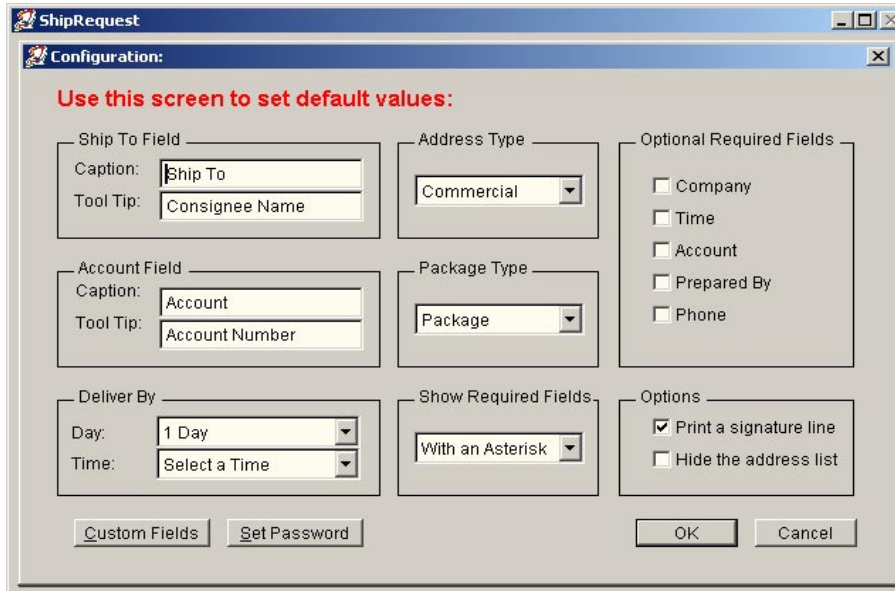 ShipRequest
Configuration:
Use this screen to set default values:
Ship To Field
Caption: Ship To
Tool Tip: Consignee Name
Address Type
Commercial
Optional Required Fields
Company
Time
Account
Prepared By
Phone
Account Field
Caption: Account
Tool Tip: Account Number
Package Type
Package
Deliver By
Day: 1 Day
Time: Select a Time
Show Required Fields
With an Asterisk
Options
Print a signature line
Hide the address list
Custom Fields
Set Password
OK
Cancel